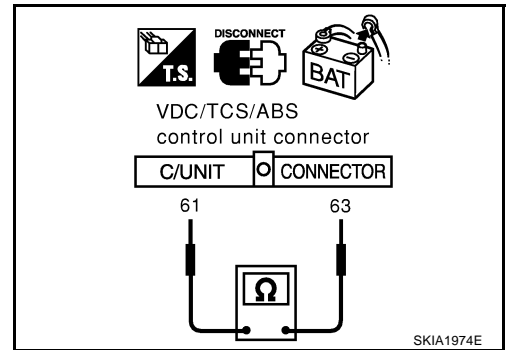 T.S.
DISCONNECT
BAT
VDC/TCS/ABS
control unit connector
C/UNIT CONNECTOR
61 63
Ω
SKIA1974E